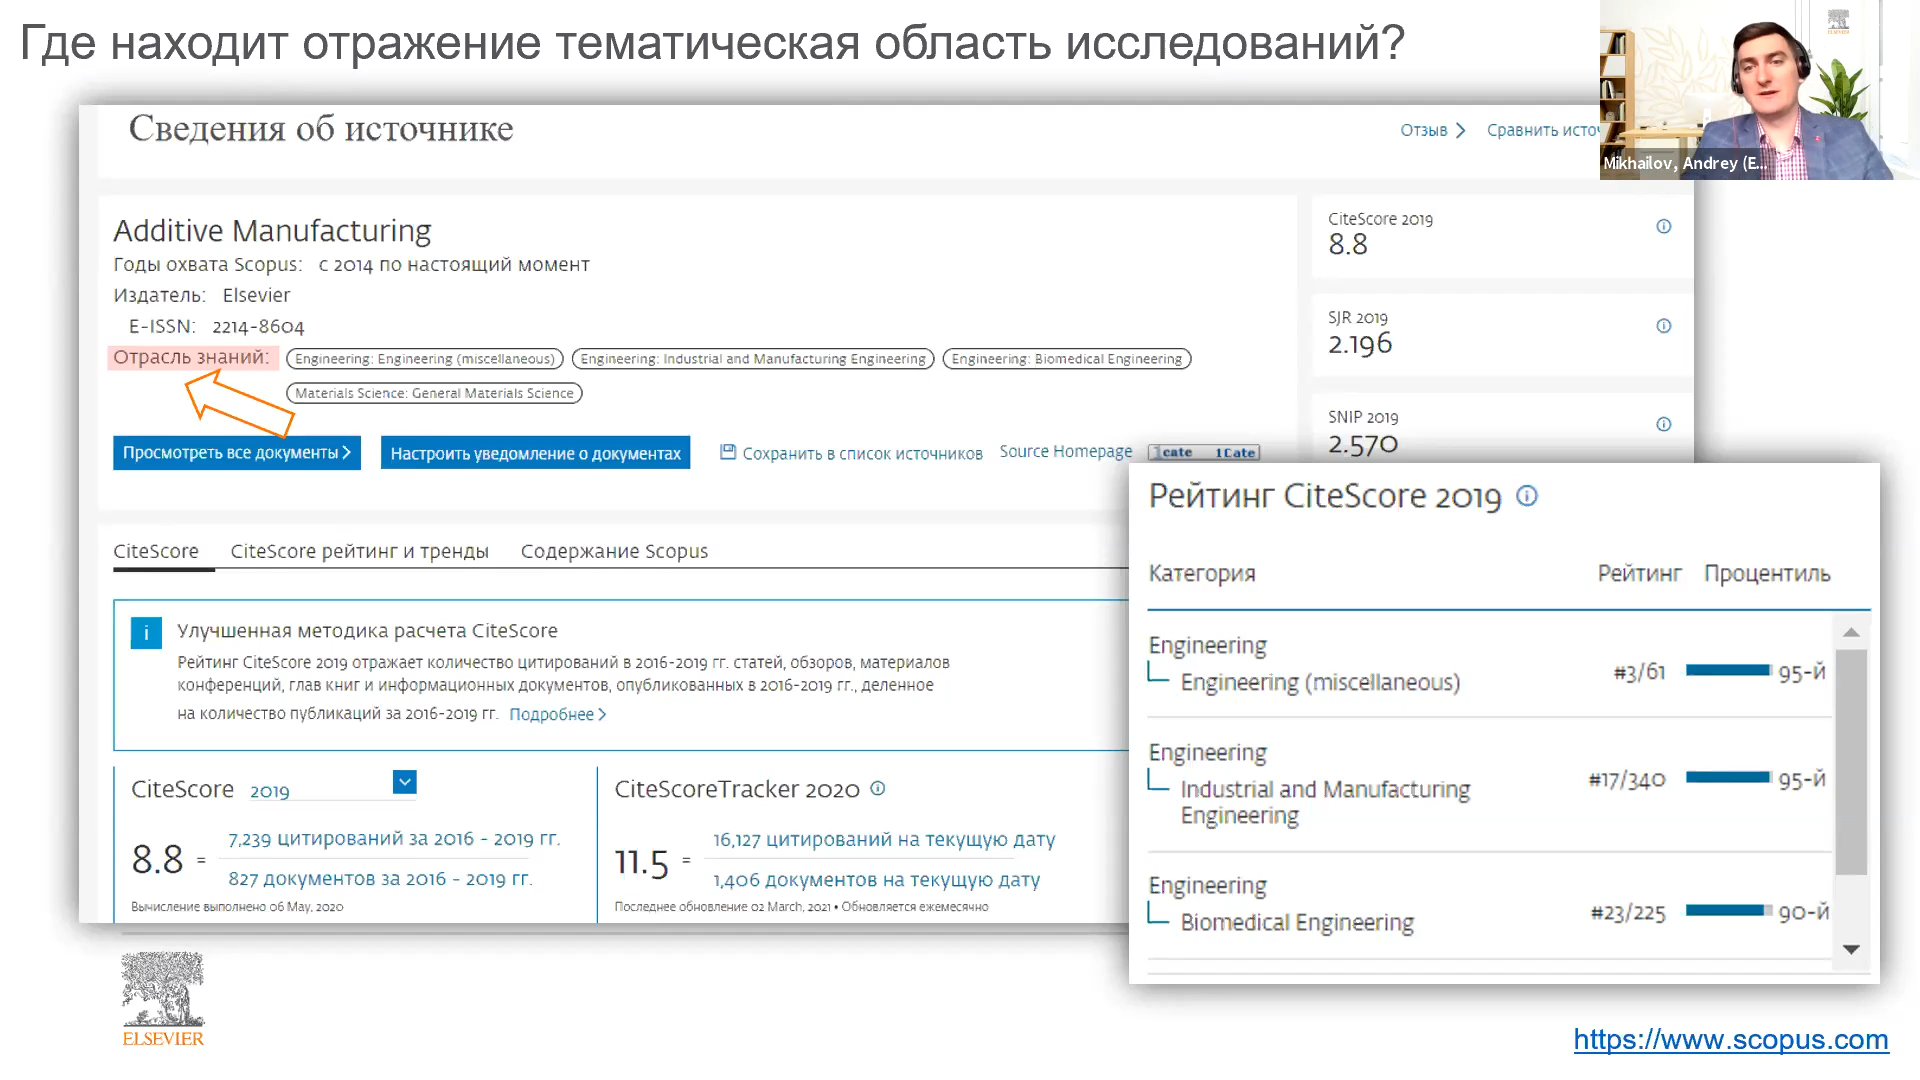 Где находит отражение тематическая область исследований?
ELSEVIER
Mikhailov, Andrey (E...
Сведения об источнике
Отзыв
Сравнить источ
Additive Manufacturing
Годы охвата Scopus: с 2014 по настоящий момент
Издатель: Elsevier
E-ISSN: 2214-8604
Отрасль знаний: Engineering: Engineering (miscellaneous) Engineering: Industrial and Manufacturing Engineering Engineering: Biomedical Engineering
Materials Science: General Materials Science
Просмотреть все документы Настроить уведомление о документах Сохранить в список источников Source Homepage 1Cate
CiteScore 2019
8.8
SJR 2019
2.196
SNIP 2019
2.570
CiteScore CiteScore рейтинг и тренды Содержание Scopus
i Улучшенная методика расчета CiteScore
Рейтинг CiteScore 2019 отражает количество цитирований в 2016-2019 гг. статей, обзоров, материалов
конференций, глав книг и информационных документов, опубликованных в 2016-2019 гг., деленное
на количество публикаций за 2016-2019 гг. Подробнее
CiteScore 2019
8.8 =
7,239 цитирований за 2016 - 2019 гг.
827 документов за 2016 - 2019 гг.
Вычисление выполнено 06 May, 2020
CiteScoreTracker 2020
11.5 =
16,127 цитирований на текущую дату
1,406 документов на текущую дату
Последнее обновление 02 March, 2021 • Обновляется ежемесячно
Рейтинг CiteScore 2019
Категория Рейтинг Процентиль
Engineering
Engineering (miscellaneous) #3/61 95-й
Engineering
Industrial and Manufacturing #17/340 95-й
Engineering
Engineering
Biomedical Engineering #23/225 90-й
ELSEVIER
https://www.scopus.com